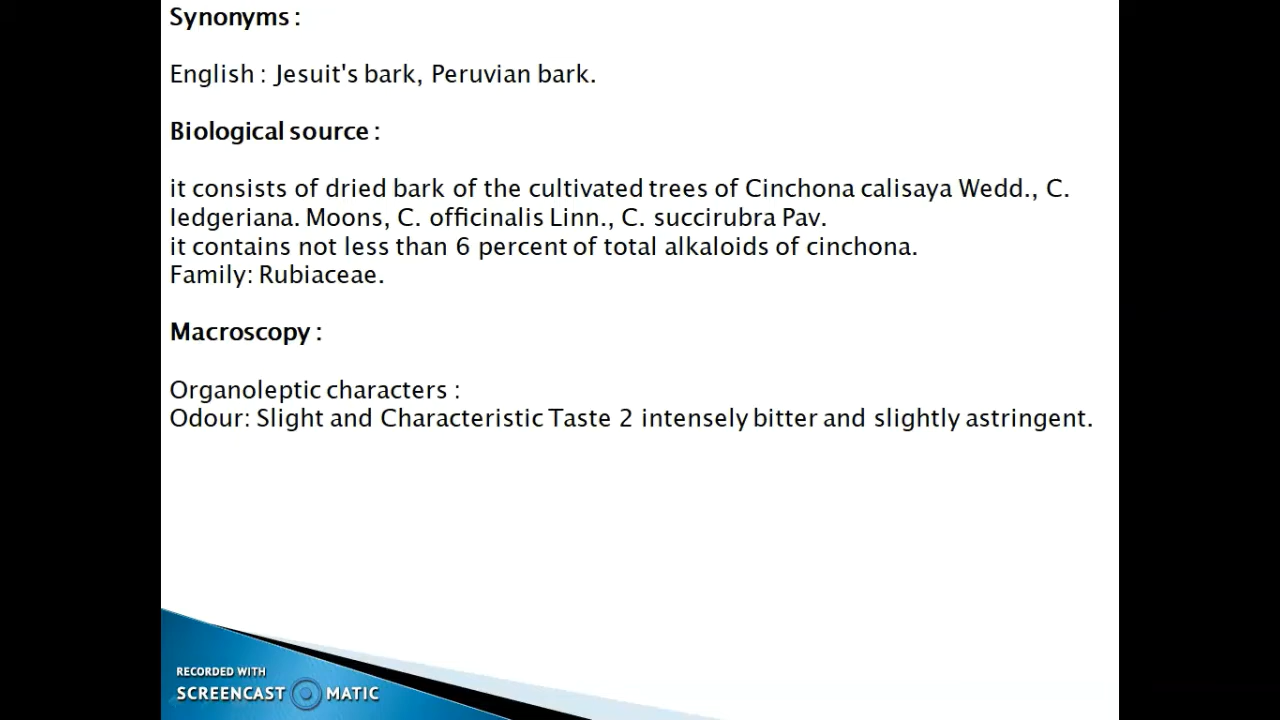 Synonyms :
English : Jesuit's bark, Peruvian bark.
Biological source :
it consists of dried bark of the cultivated trees of Cinchona calisaya Wedd., C.
ledgeriana. Moons, C. officinalis Linn., C. succirubra Pav.
it contains not less than 6 percent of total alkaloids of cinchona.
Family: Rubiaceae.
Macroscopy :
Organoleptic characters :
Odour: Slight and Characteristic Taste 2 intensely bitter and slightly astringent.
RECORDED WITH
SCREENCAST MATIC